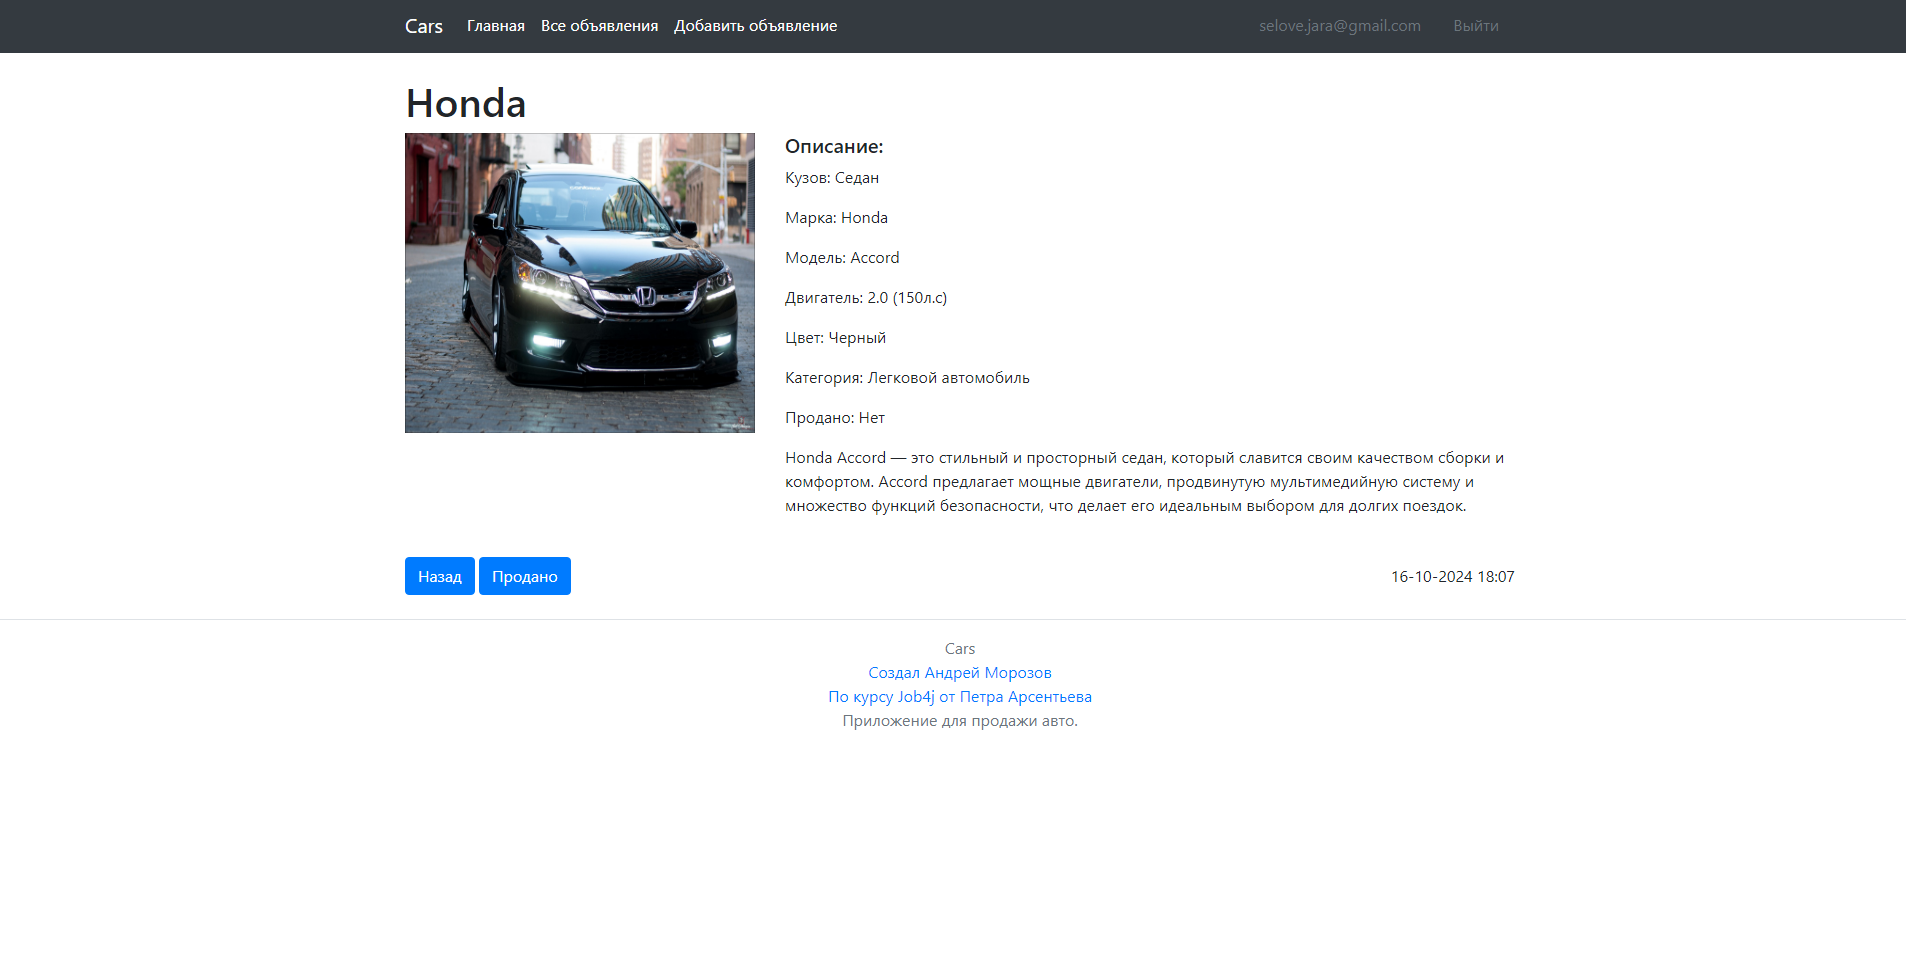 Cars Главная Все объявления Добавить объявление selove.jara@gmail.com Выйти
Honda
Описание:
Кузов: Седан
Марка: Honda
Модель: Accord
Двигатель: 2.0 (150л.с)
Цвет: Черный
Категория: Легковой автомобиль
Продано: Нет
Honda Accord — это стильный и просторный седан, который славится своим качеством сборки и
комфортом. Accord предлагает мощные двигатели, продвинутую мультимедийную систему и
множество функций безопасности, что делает его идеальным выбором для долгих поездок.
Назад Продано 16-10-2024 18:07
Cars
Создал Андрей Морозов
По курсу Job4j от Петра Арсентьева
Приложение для продажи авто.